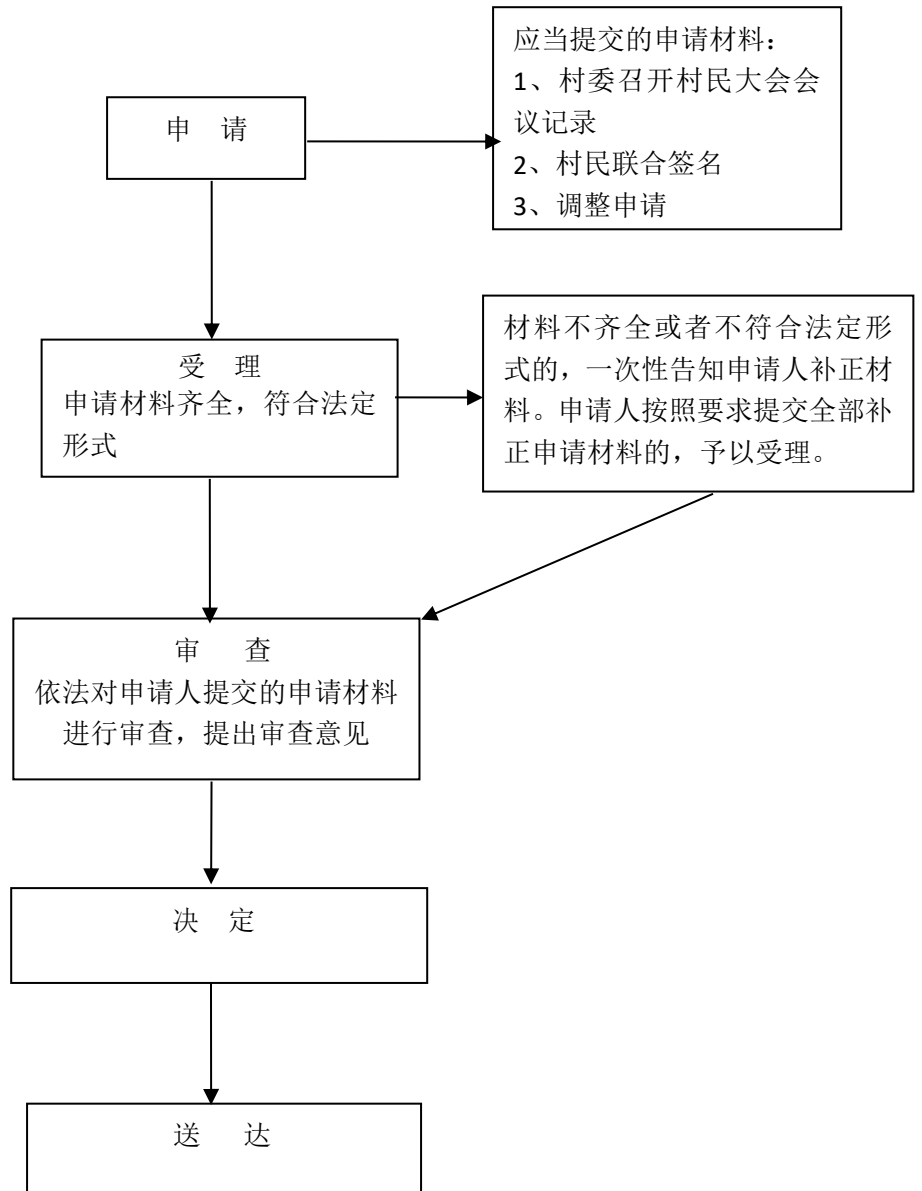 应当提交的申请材料：
1、村委召开村民大会会
议记录
2、村民联合签名
3、调整申请
申 请
受 理
申请材料齐全，符合法定
形式
材料不齐全或者不符合法定形
式的，一次性告知申请人补正材
料。申请人按照要求提交全部补
正申请材料的，予以受理。
审 查
依法对申请人提交的申请材料
进行审查，提出审查意见
决 定
送 达